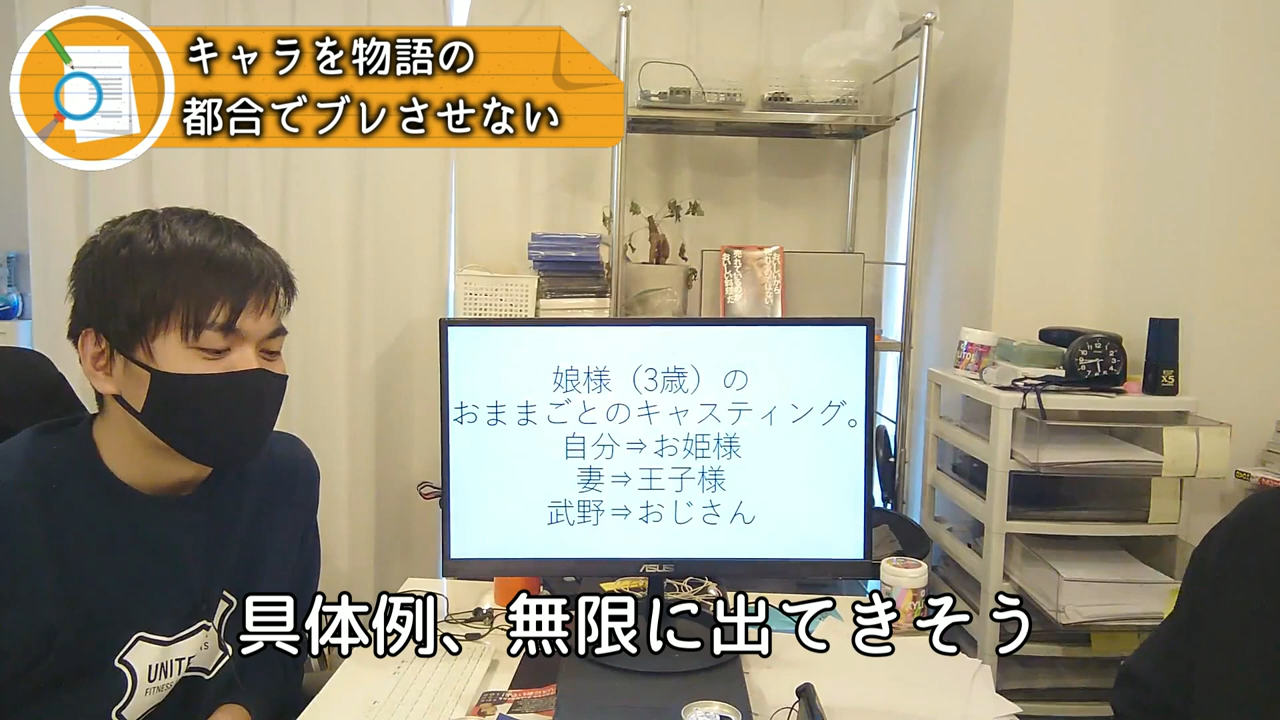 キャラを物語の
都合でブレさせない
娘様（3歳）の
おままごとのキャスティング。
自分⇒お姫様
妻⇒王子様
武野⇒おじさん
ASUS
UNITE
FITNESS
具体例、無限に出てきそう